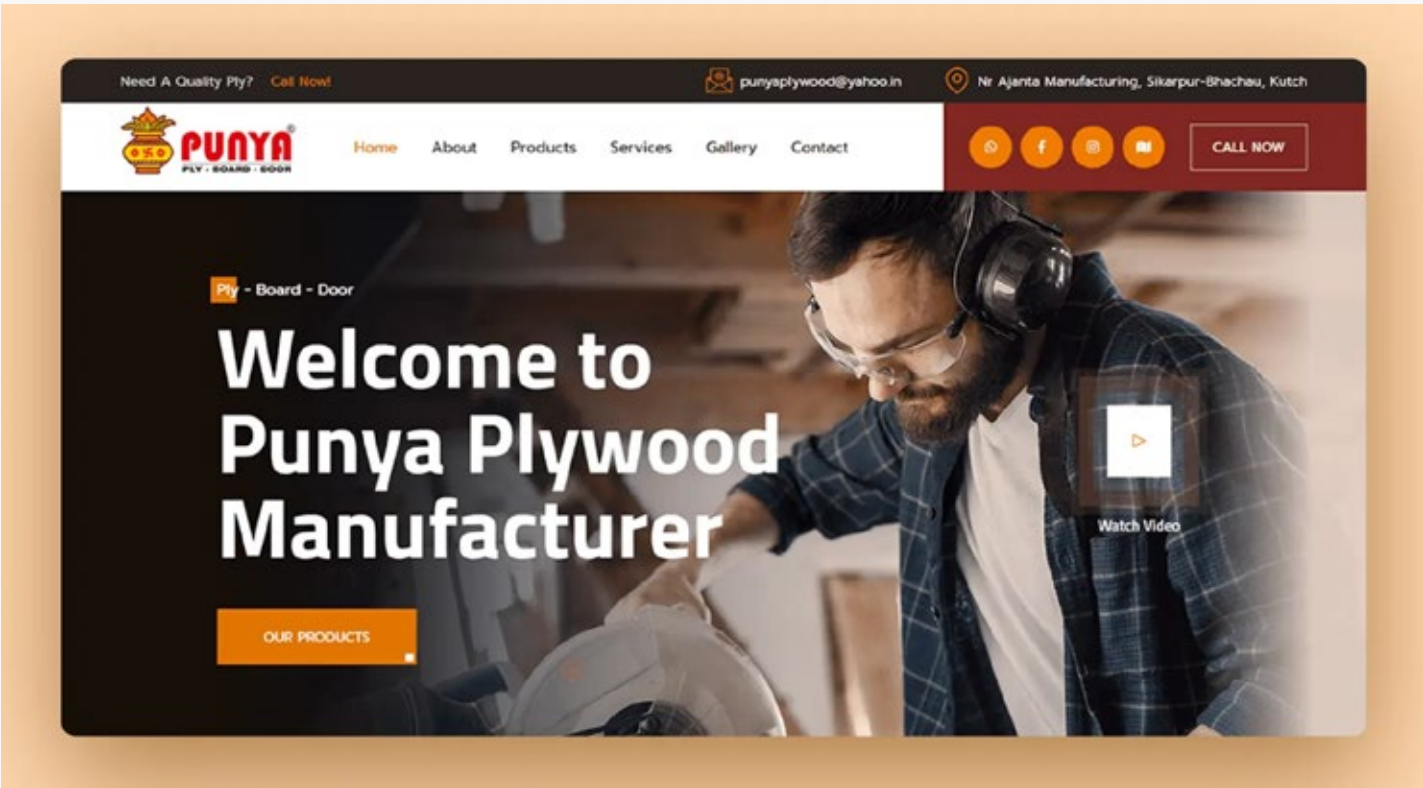 Need A Quality Ply? Call Now!
punyaplywood@yahoo.in
Nr Ajanta Manufacturing, Sikarpur-Bhachau, Kutch
PUNYA®
PLY - BOARD - DOOR
Home About Products Services Gallery Contact
CALL NOW
Ply - Board - Door
Welcome to
Punya Plywood
Manufacturer
Watch Video
OUR PRODUCTS